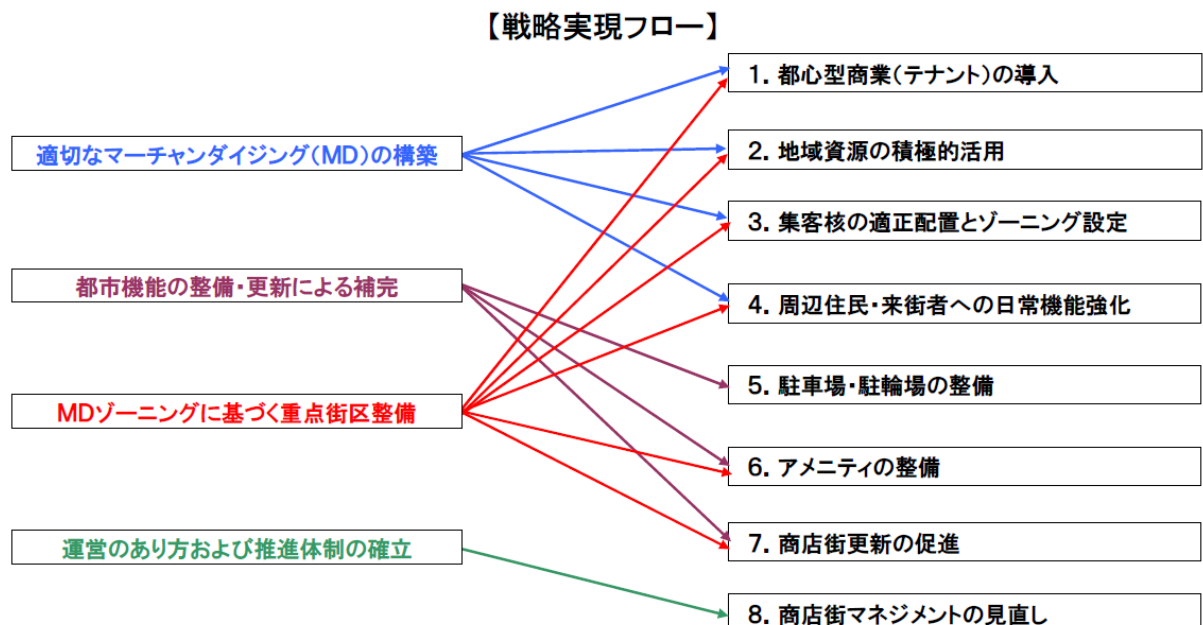 【戦略実現フロー】
適切なマーチャンダイジング（MD）の構築
都市機能の整備・更新による補完
MDゾーニングに基づく重点街区整備
運営のあり方および推進体制の確立
1. 都心型商業（テナント）の導入
2. 地域資源の積極的活用
3. 集客核の適正配置とゾーニング設定
4. 周辺住民・来街者への日常機能強化
5. 駐車場・駐輪場の整備
6. アメニティの整備
7. 商店街更新の促進
8. 商店街マネジメントの見直し